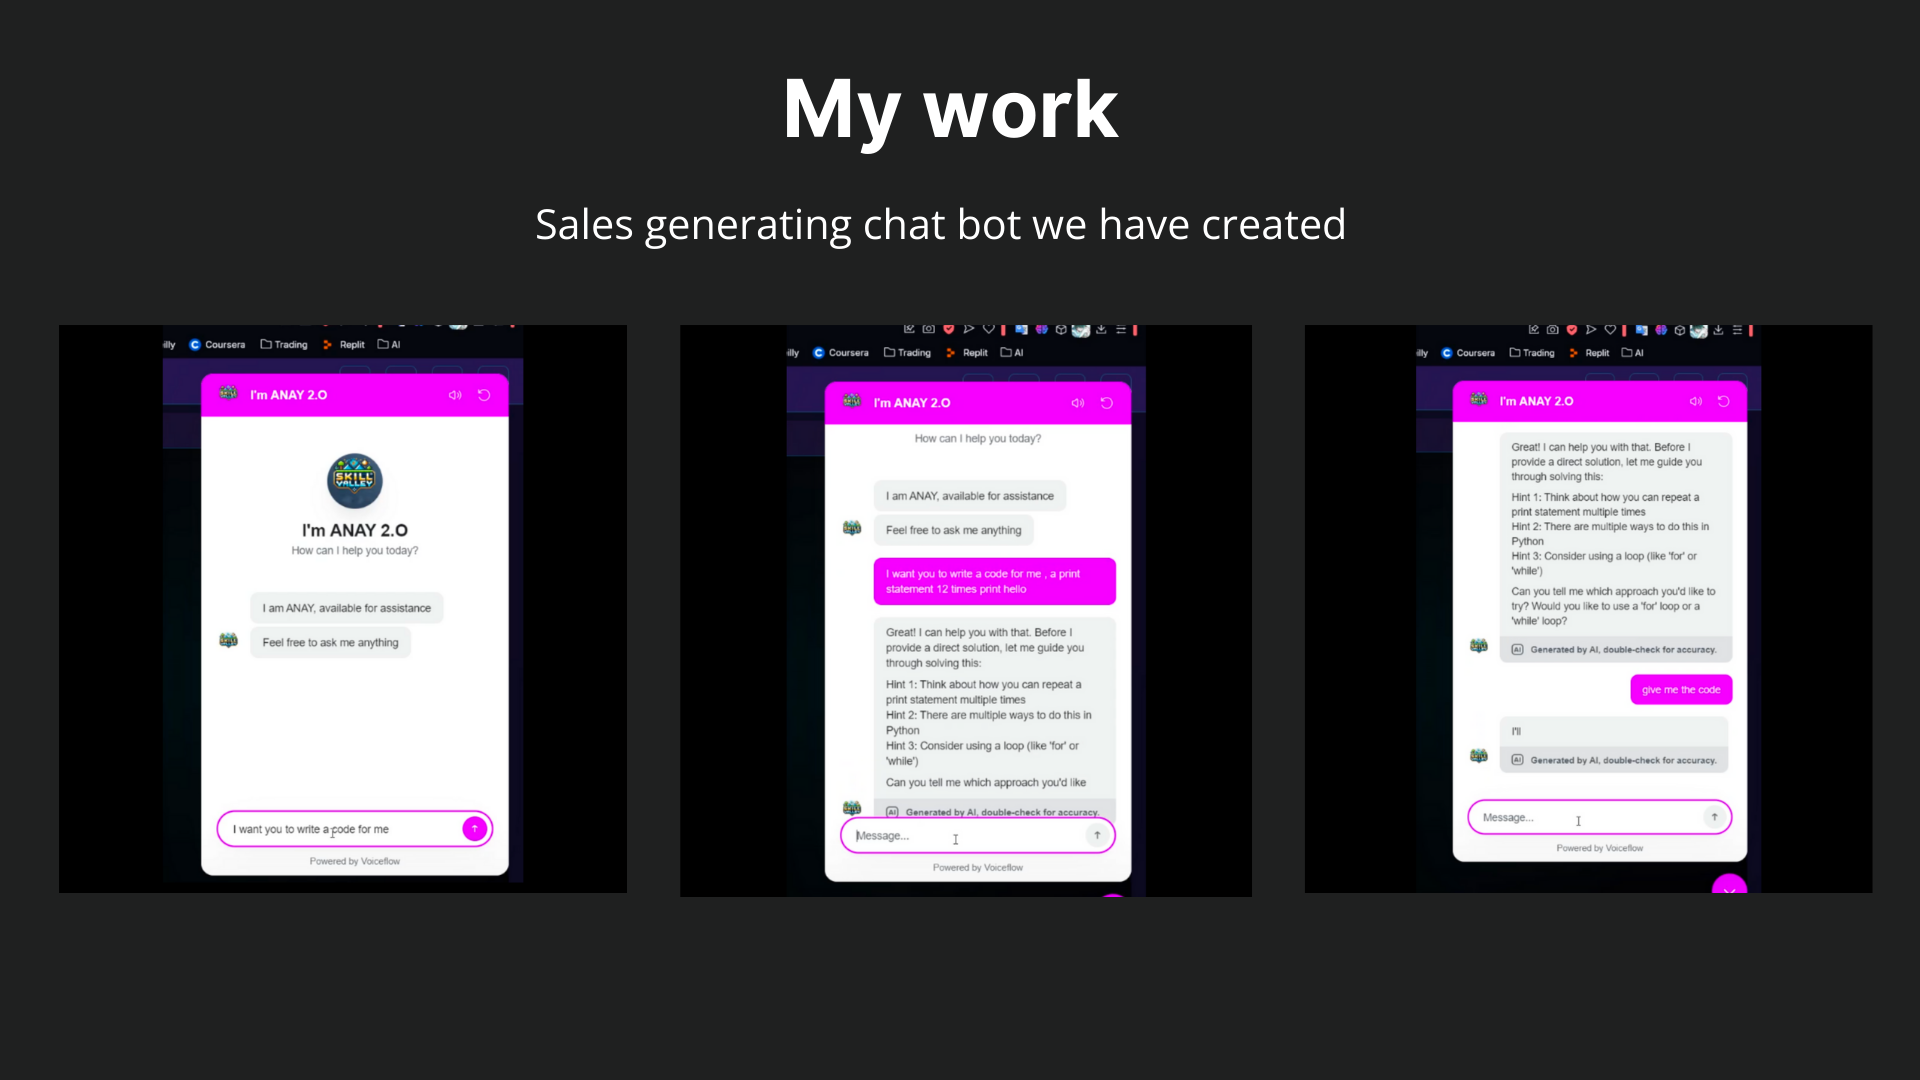 My work
Sales generating chat bot we have created
illy Coursera Trading Replit AI
I'm ANAY 2.O
SKILL
VALLEY
I'm ANAY 2.O
How can I help you today?
I am ANAY, available for assistance
Feel free to ask me anything
I want you to write a code for me
Powered by Voiceflow
illy Coursera Trading Replit AI
I'm ANAY 2.O
How can I help you today?
I am ANAY, available for assistance
Feel free to ask me anything
I want you to write a code for me , a print
statement 12 times print hello
Great! I can help you with that. Before I
provide a direct solution, let me guide you
through solving this:
Hint 1: Think about how you can repeat a
print statement multiple times
Hint 2: There are multiple ways to do this in
Python
Hint 3: Consider using a loop (like 'for' or
'while')
Can you tell me which approach you'd like
AI Generated by AI, double-check for accuracy.
Message...
Powered by Voiceflow
illy Coursera Trading Replit AI
I'm ANAY 2.O
Great! I can help you with that. Before I
provide a direct solution, let me guide you
through solving this:
Hint 1: Think about how you can repeat a
print statement multiple times
Hint 2: There are multiple ways to do this in
Python
Hint 3: Consider using a loop (like 'for' or
'while')
Can you tell me which approach you'd like to
try? Would you like to use a 'for' loop or a
'while' loop?
AI Generated by AI, double-check for accuracy.
give me the code
I'll
AI Generated by AI, double-check for accuracy.
Message...
Powered by Voiceflow